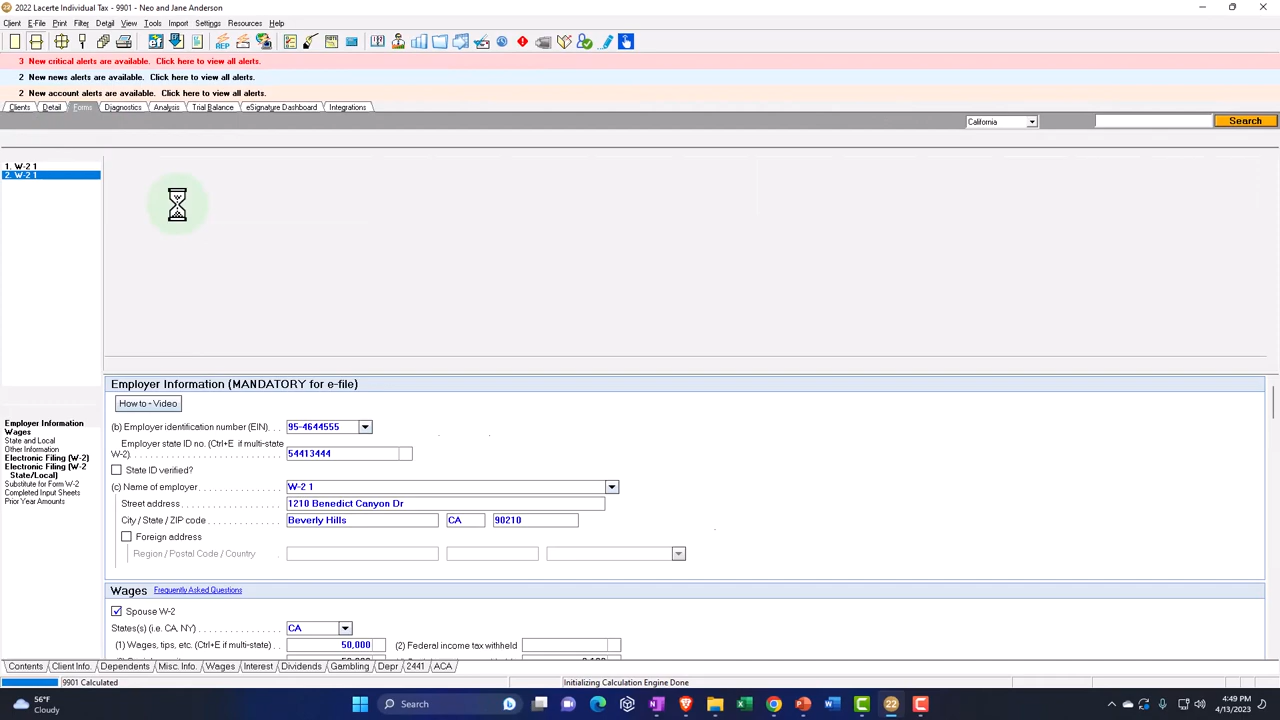 2022 Lacerte Individual Tax - 9901 - Neo and Jane Anderson
Client E-File Print Filter Detail View Tools Import Settings Resources Help
3 New critical alerts are available. Click here to view all alerts.
2 New news alerts are available. Click here to view all alerts.
2 New account alerts are available. Click here to view all alerts.
Clients Detail Forms Diagnostics Analysis Trial Balance eSignature Dashboard Integrations
California Search
1. W-2 1
2. W-2 1
Employer Information (MANDATORY for e-file)
How to - Video
Employer Information
Wages
State and Local
Other Information
Electronic Filing (W-2)
Electronic Filing (W-2
State/Local)
Substitute for Form W-2
Completed Input Sheets
Prior Year Amounts
(b) Employer identification number (EIN) . . 95-4644555
Employer state ID no. (Ctrl+E if multi-state
W-2) 54413444
State ID verified?
(c) Name of employer W-2 1
Street address 1210 Benedict Canyon Dr
City / State / ZIP code Beverly Hills CA 90210
Foreign address
Region / Postal Code / Country
Wages Frequently Asked Questions
Spouse W-2
States(s) (i.e. CA, NY) CA
(1) Wages, tips, etc. (Ctrl+E if multi-state) 50,000 (2) Federal income tax withheld
Contents Client Info. Dependents Misc. Info. Wages Interest Dividends Gambling Depr 2441 ACA
9901 Calculated Initializing Calculation Engine Done
56°F
Cloudy
Search
4:49 PM
4/13/2023